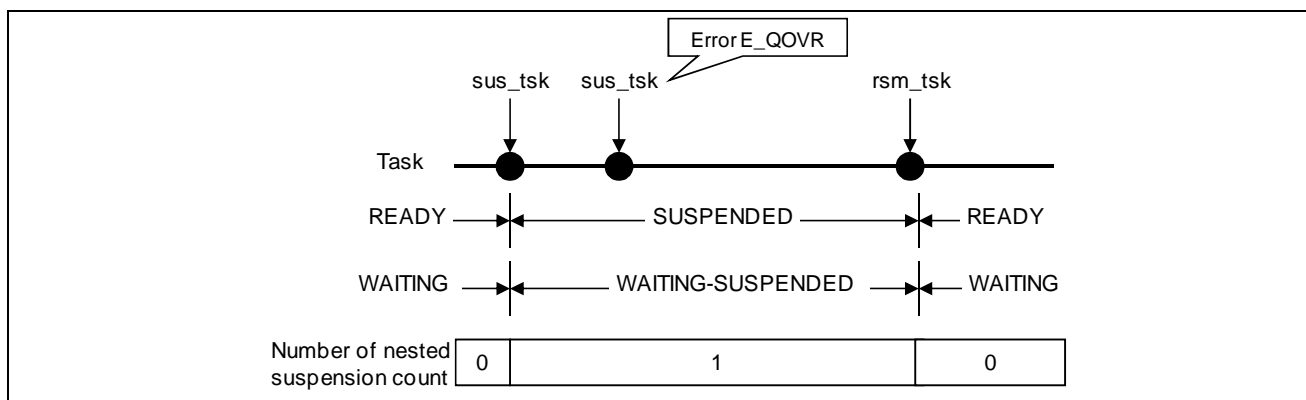 Error E_QOVR
sus_tsk sus_tsk rsm_tsk
Task
READY SUSPENDED READY
WAITING WAITING-SUSPENDED WAITING
Number of nested
suspension count
0 1 0